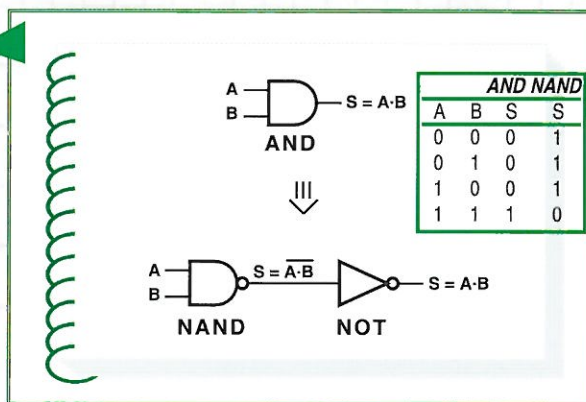 A
B
S = A·B
AND
A
B
S = A̅·̅B̅
NAND
NOT
S = A·B
AND NAND
A B S S
0 0 0 1
0 1 0 1
1 0 0 1
1 1 1 0